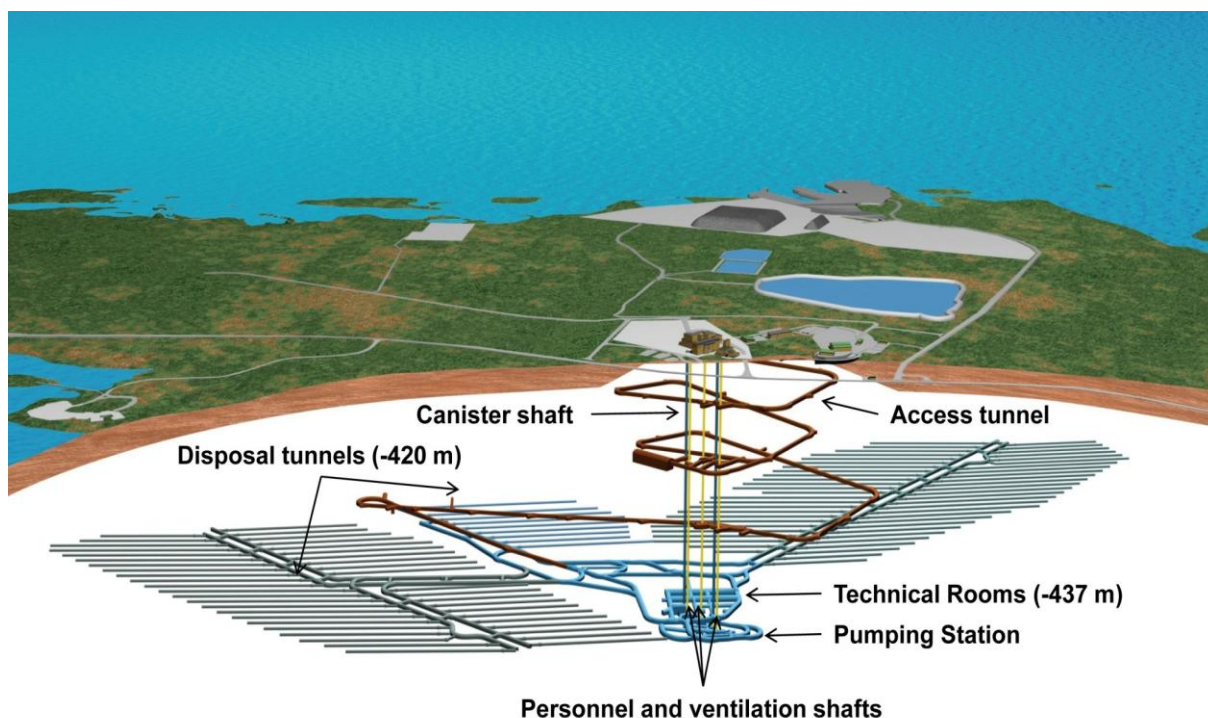 Canister shaft
Access tunnel
Disposal tunnels (-420 m)
Technical Rooms (-437 m)
Pumping Station
Personnel and ventilation shafts